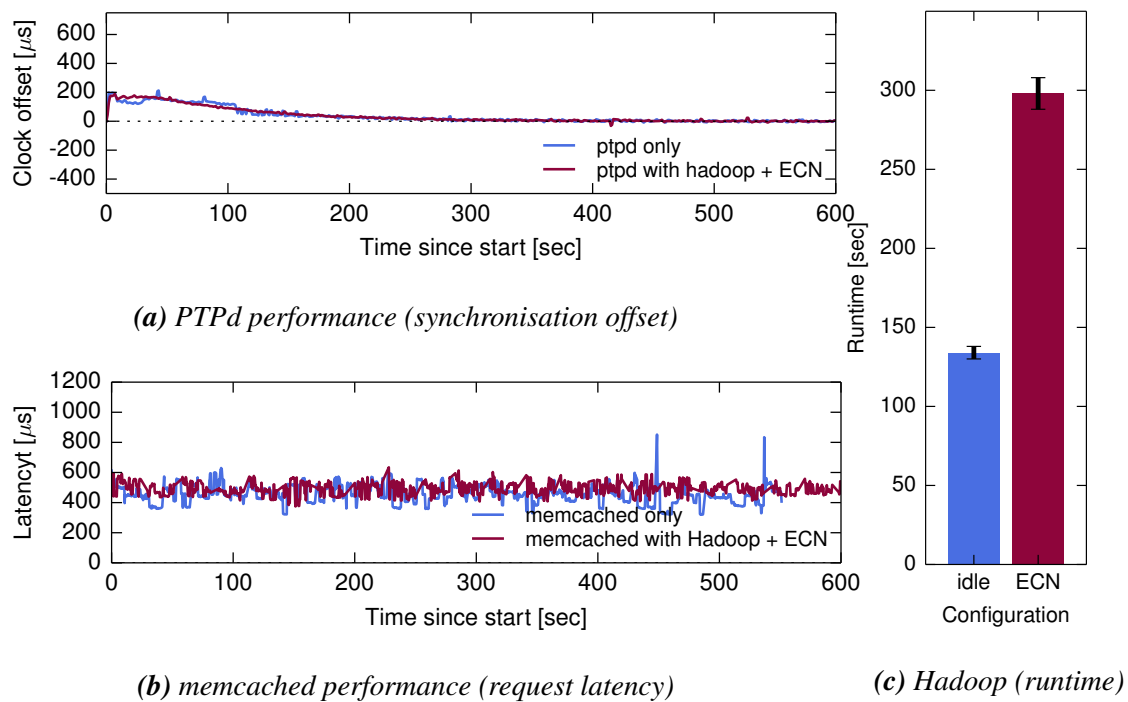 600
400
200
0
-200
-400
Clock offset [µs]
ptpd only
ptpd with hadoop + ECN
0 100 200 300 400 500 600
Time since start [sec]
(a) PTPd performance (synchronisation offset)
1200
1000
800
600
400
200
0
Latencyt [µs]
memcached only
memcached with Hadoop + ECN
0 100 200 300 400 500 600
Time since start [sec]
(b) memcached performance (request latency)
300
250
200
150
100
50
0
Runtime [sec]
idle ECN
Configuration
(c) Hadoop (runtime)